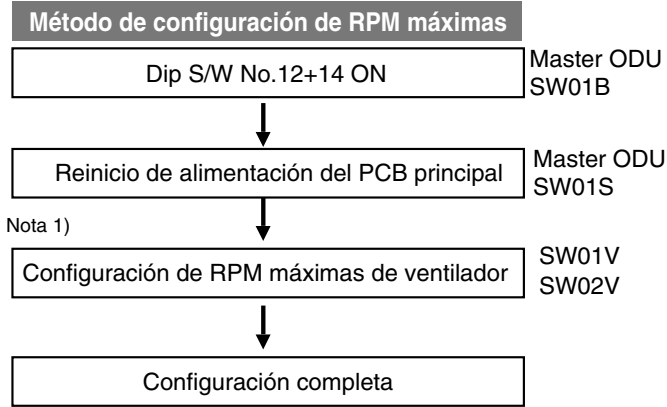 Método de configuración de RPM máximas
Dip S/W No.12+14 ON
Master ODU
SW01B
Reinicio de alimentación del PCB principal
Master ODU
SW01S
Nota 1)
Configuración de RPM máximas de ventilador
SW01V
SW02V
Configuración completa